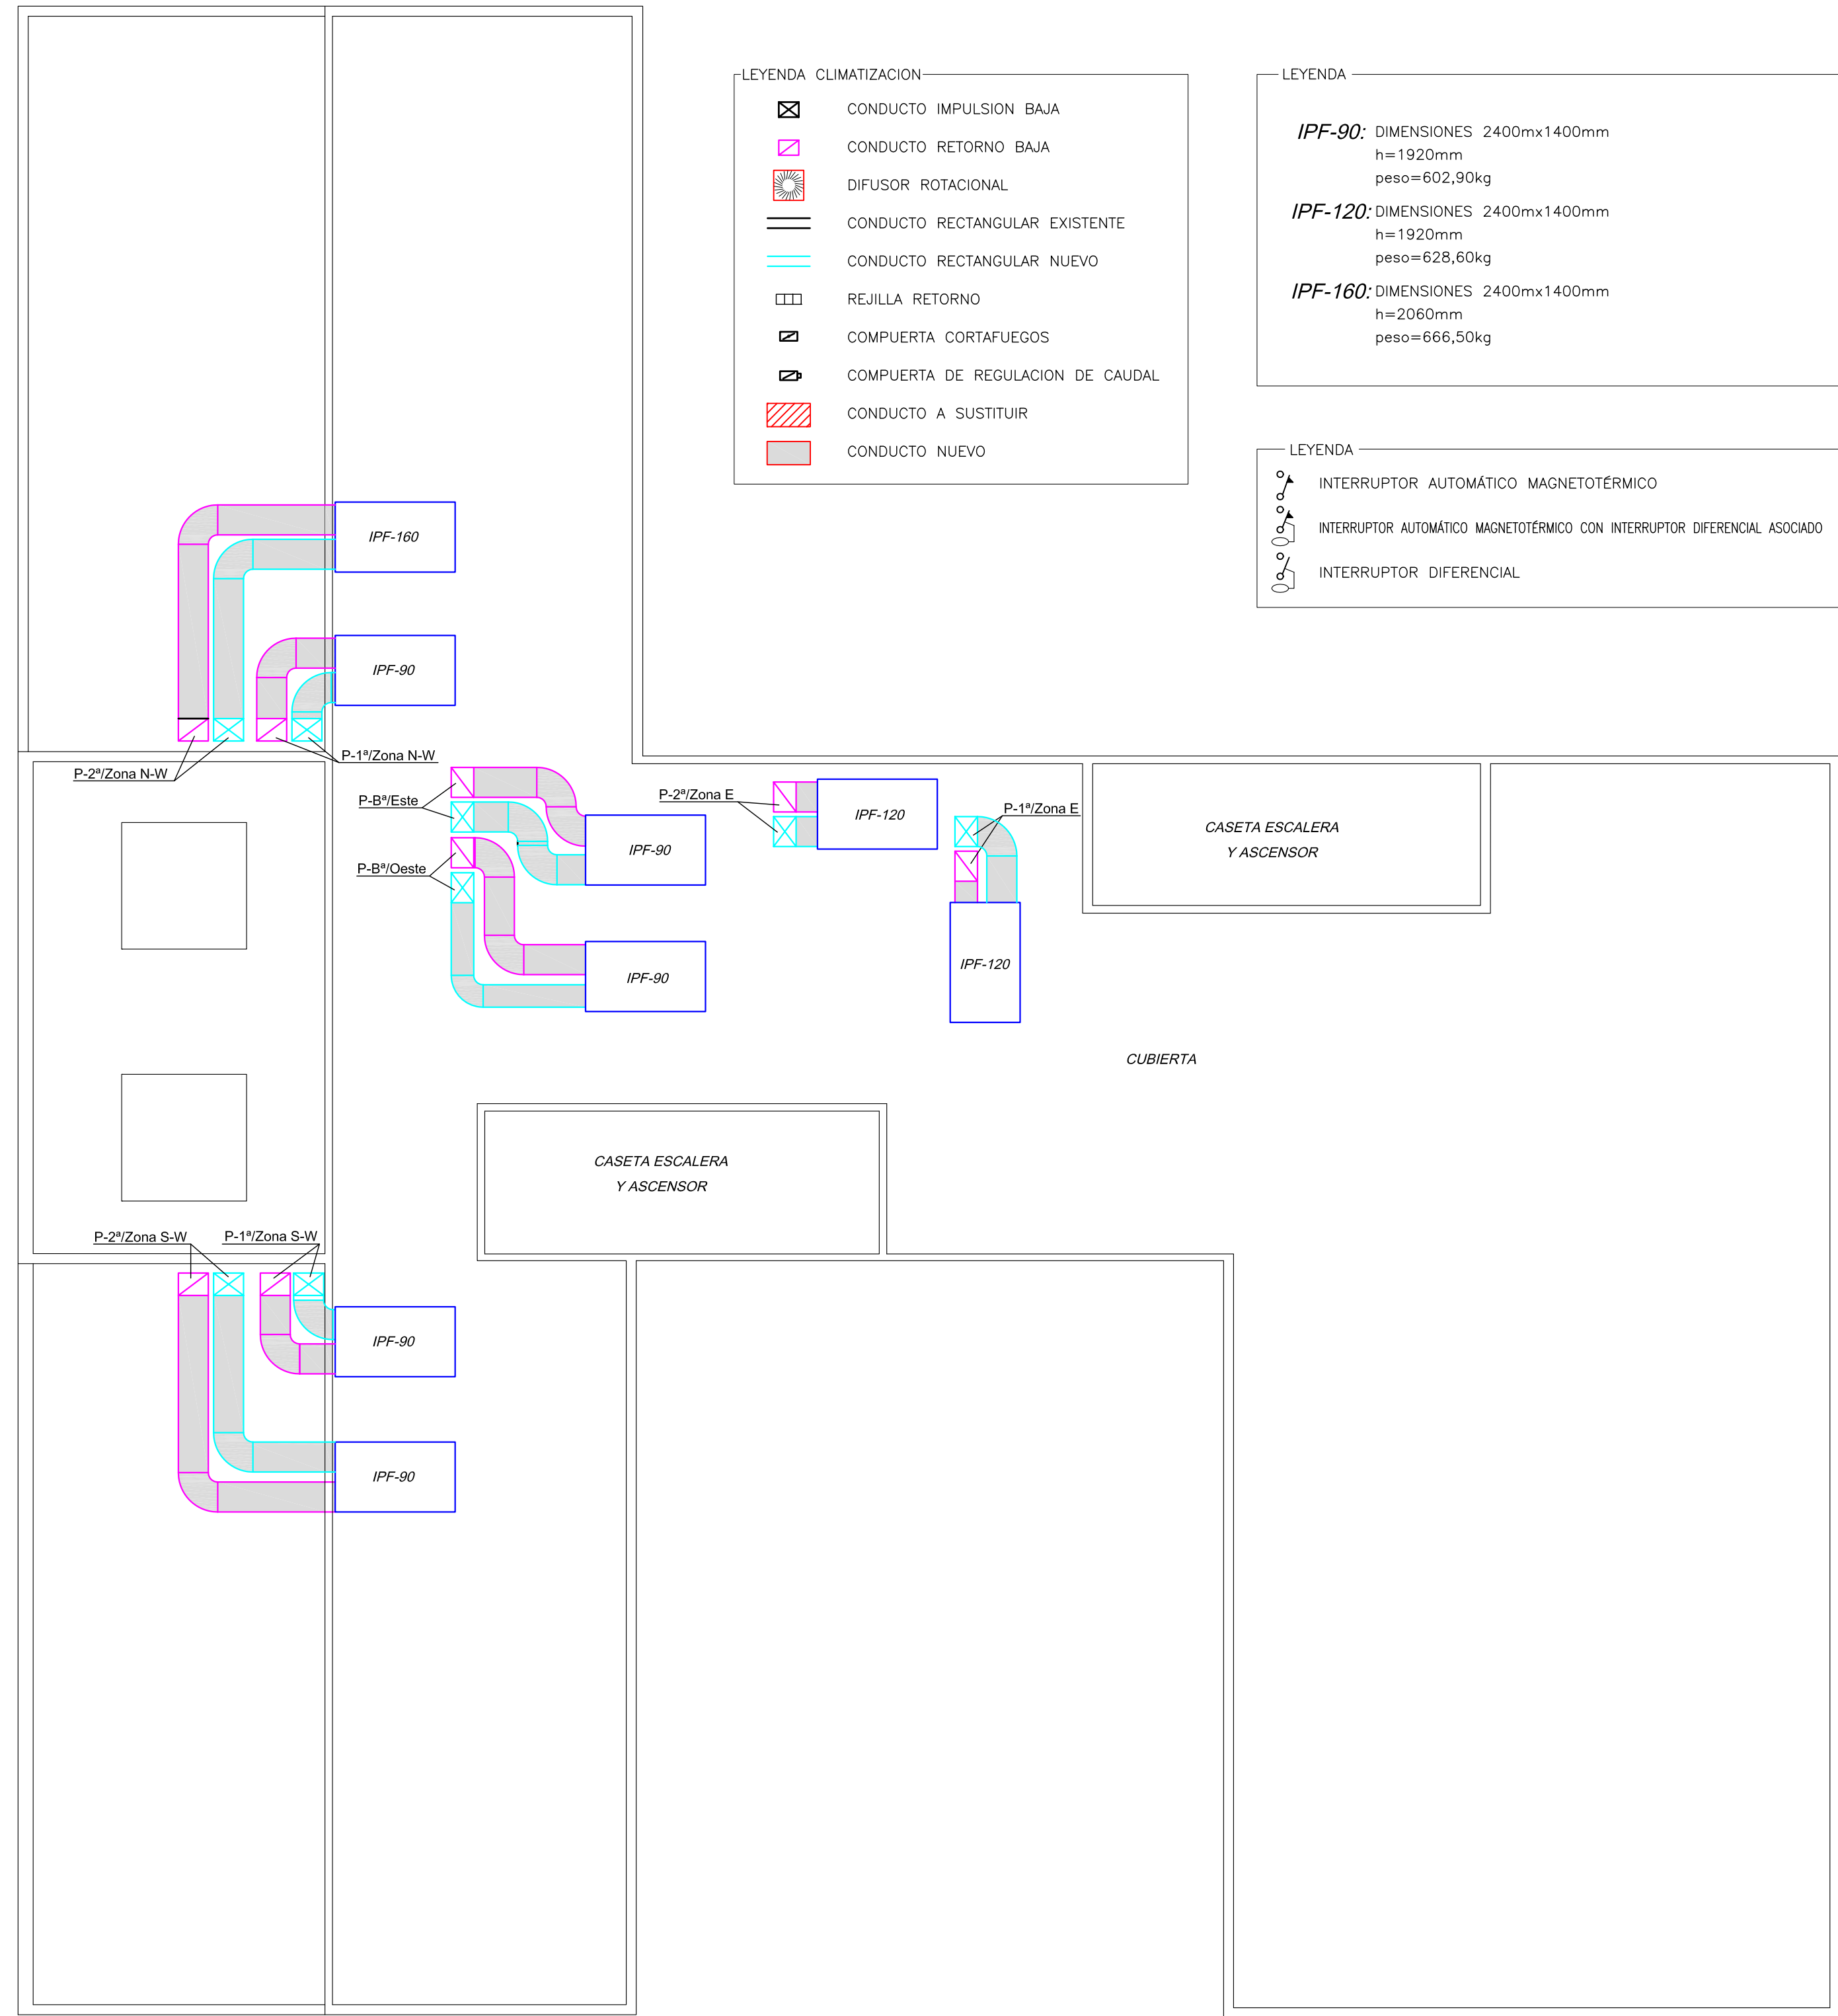 LEYENDA CLIMATIZACION
CONDUCTO IMPULSION BAJA
CONDUCTO RETORNO BAJA
DIFUSOR ROTACIONAL
CONDUCTO RECTANGULAR EXISTENTE
CONDUCTO RECTANGULAR NUEVO
REJILLA RETORNO
COMPUERTA CORTAFUEGOS
COMPUERTA DE REGULACION DE CAUDAL
CONDUCTO A SUSTITUIR
CONDUCTO NUEVO
LEYENDA
IPF-90: DIMENSIONES 2400mx1400mm
h=1920mm
peso=602,90kg
IPF-120: DIMENSIONES 2400mx1400mm
h=1920mm
peso=628,60kg
IPF-160: DIMENSIONES 2400mx1400mm
h=2060mm
peso=666,50kg
LEYENDA
INTERRUPTOR AUTOMÁTICO MAGNETOTÉRMICO
INTERRUPTOR AUTOMÁTICO MAGNETOTÉRMICO CON INTERRUPTOR DIFERENCIAL ASOCIADO
INTERRUPTOR DIFERENCIAL
IPF-160
IPF-90
P-1ª/Zona N-W
P-2ª/Zona N-W
P-Bª/Este
P-Bª/Oeste
IPF-90
IPF-90
P-2ª/Zona E
IPF-120
P-1ª/Zona E
IPF-120
CASETA ESCALERA
Y ASCENSOR
CUBIERTA
CASETA ESCALERA
Y ASCENSOR
P-2ª/Zona S-W
P-1ª/Zona S-W
IPF-90
IPF-90